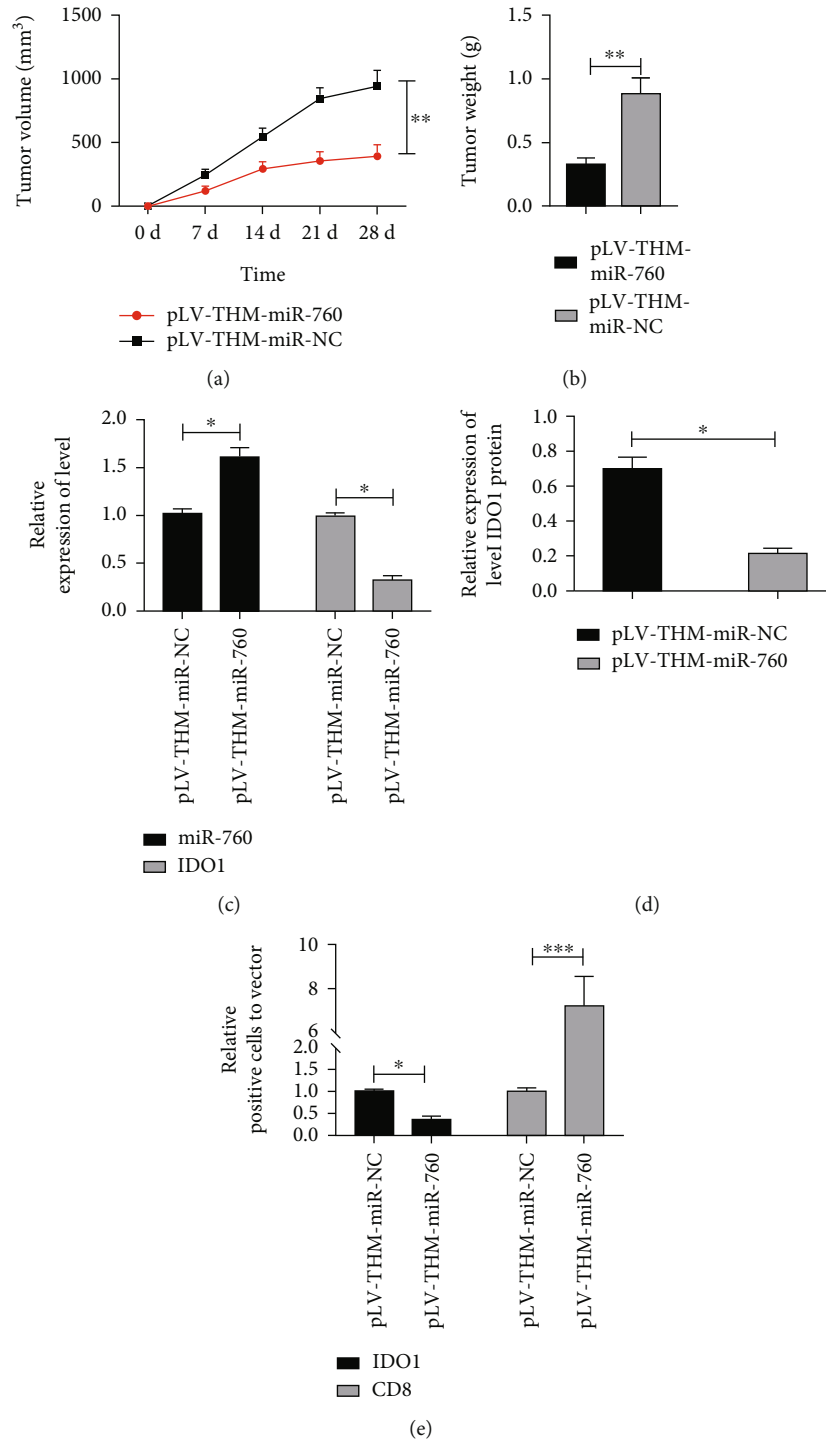 Tumor volume (mm³)
1500
1000
500
0
0 d 7 d 14 d 21 d 28 d
Time
**
pLV-THM-miR-760
pLV-THM-miR-NC
(a)
Tumor weight (g)
1.5
1.0
0.5
0.0
**
pLV-THM-
miR-760
pLV-THM-
miR-NC
(b)
Relative
expression of level
2.0
1.5
1.0
0.5
0.0
*
*
pLV-THM-miR-NC
pLV-THM-miR-760
pLV-THM-miR-NC
pLV-THM-miR-760
miR-760
IDO1
(c)
Relative expression of
level IDO1 protein
1.0
0.8
0.6
0.4
0.2
0.0
*
pLV-THM-miR-NC
pLV-THM-miR-760
(d)
Relative
positive cells to vector
10
8
6
2.0
1.5
1.0
0.5
0.0
*
***
pLV-THM-miR-NC
pLV-THM-miR-760
pLV-THM-miR-NC
pLV-THM-miR-760
IDO1
CD8
(e)